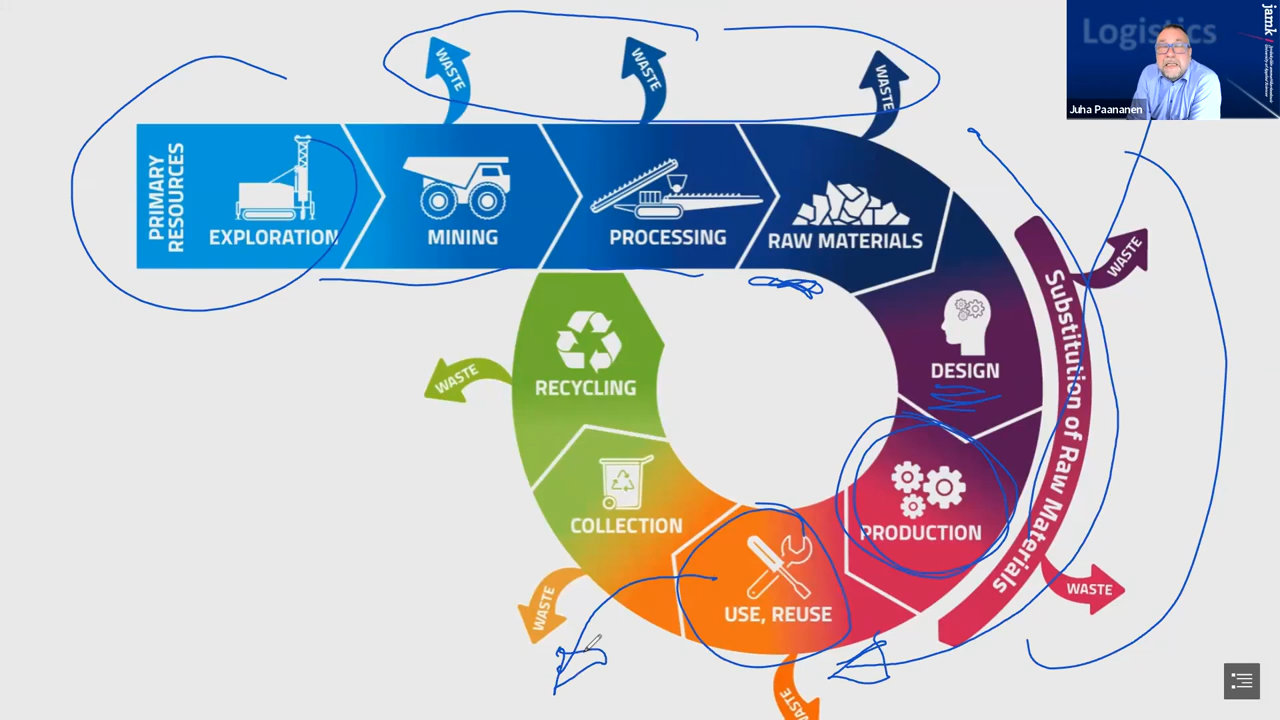 WASTE
WASTE
WASTE
Logistics
jamk
Juha Paananen
PRIMARY
RESOURCES
EXPLORATION
MINING
PROCESSING
RAW MATERIALS
WASTE
Substitution of Raw Materials
DESIGN
RECYCLING
WASTE
PRODUCTION
COLLECTION
USE, REUSE
WASTE
WASTE
WASTE